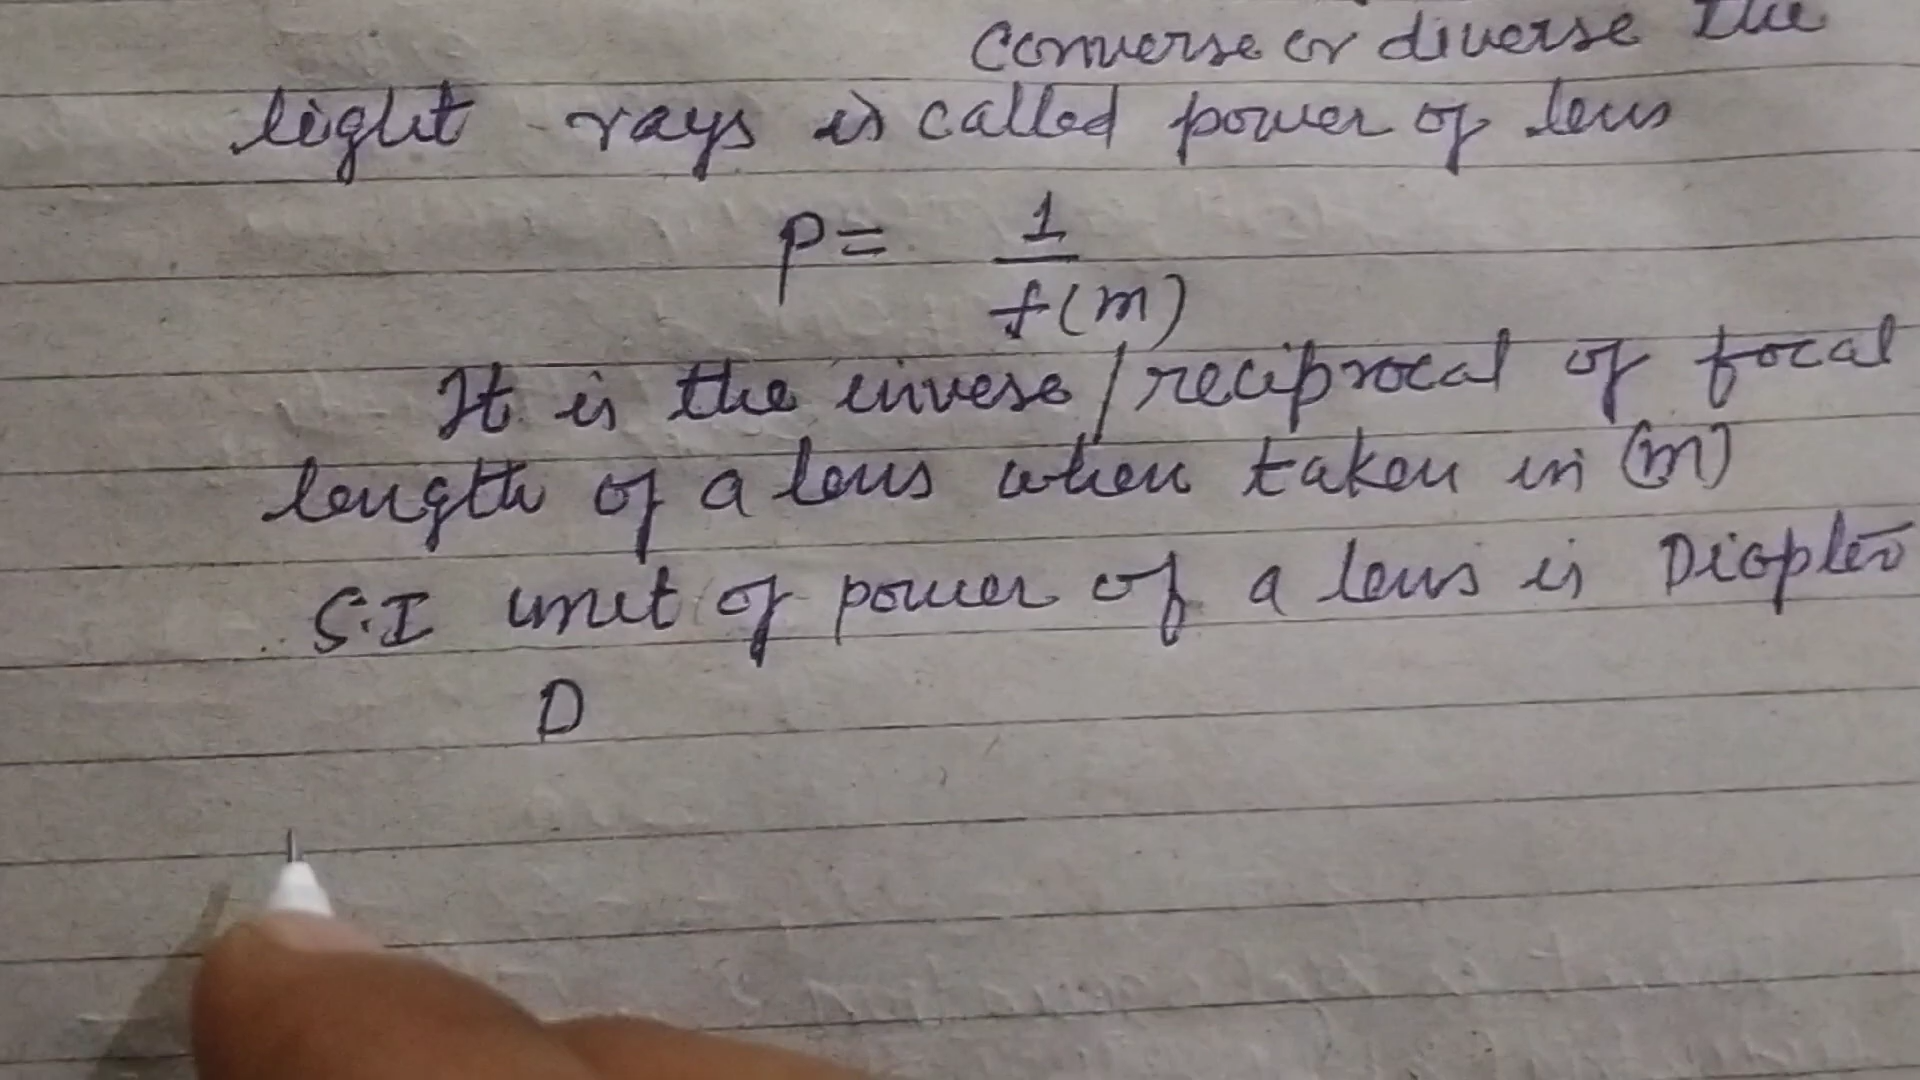 converse or diverse the
light rays is called power of lens
P = 1/f(m)
It is the inverse/reciprocal of focal
length of a lens when taken in (m)
S.I unit of power of a lens is Diopter
D